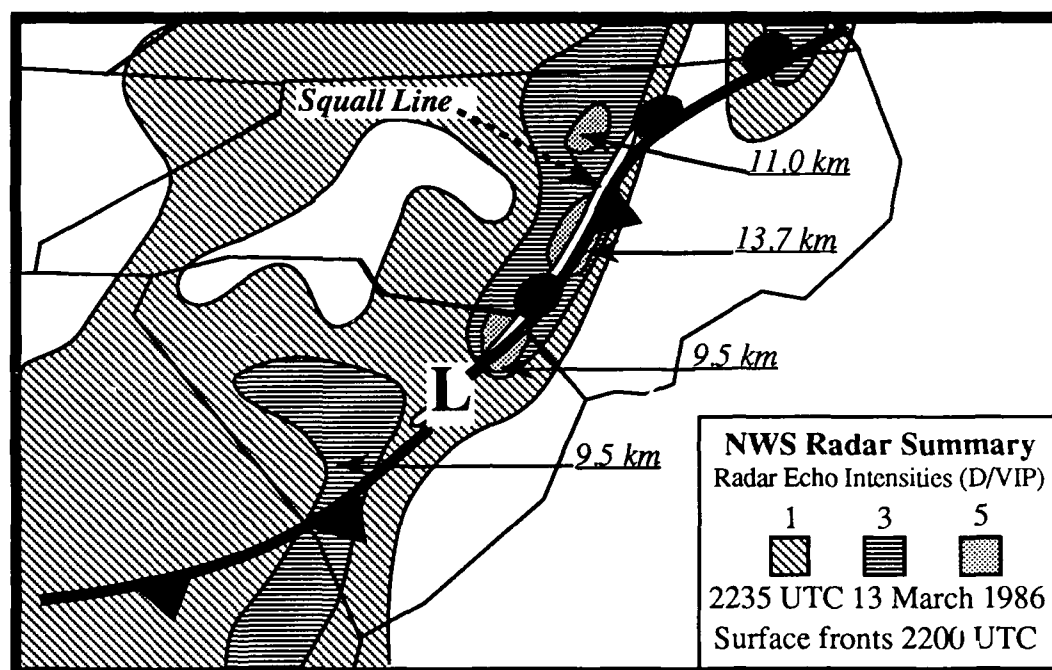 Squall Line
11.0 km
13.7 km
9.5 km
L
9.5 km
NWS Radar Summary
Radar Echo Intensities (D/VIP)
1 3 5
2235 UTC 13 March 1986
Surface fronts 2200 UTC